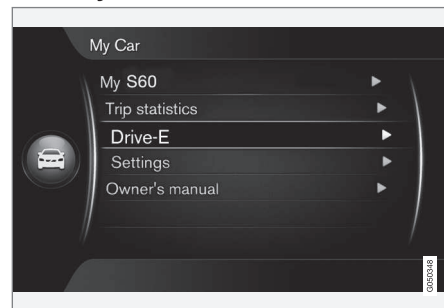 My Car
My S60
Trip statistics
Drive-E
Settings
Owner's manual
G050348